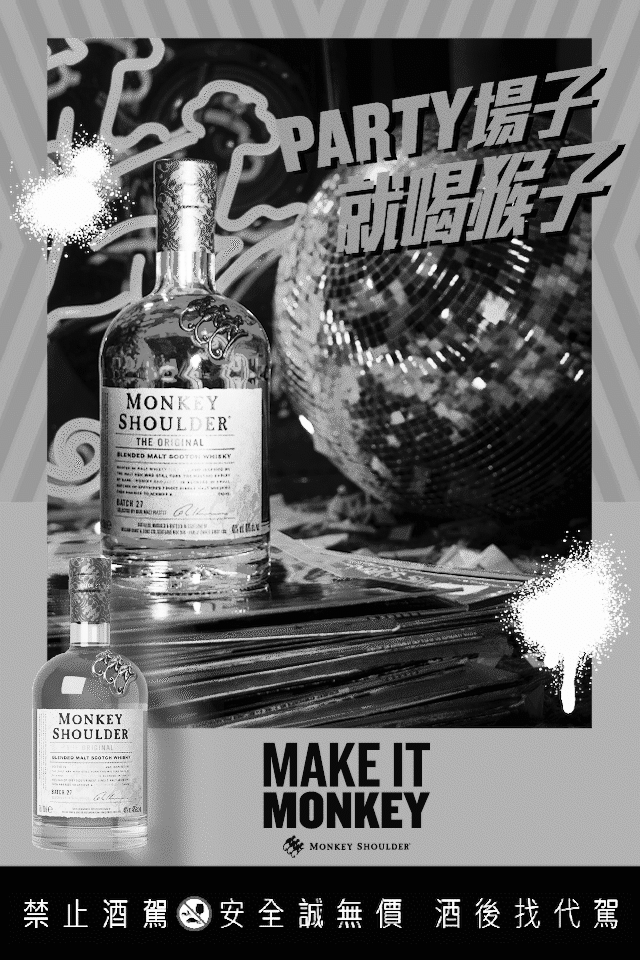 PARTY場子
就喝猴子
MONKEY
SHOULDER
THE ORIGINAL
BLENDED MALT SCOTCH WHISKY
BATCH 27
MONKEY
SHOULDER
ORIGINAL
BLENDED MALT SCOTCH WHISKY
BATCH 27
MAKE IT
MONKEY
MONKEY SHOULDER
禁止酒駕 安全誠無價 酒後找代駕